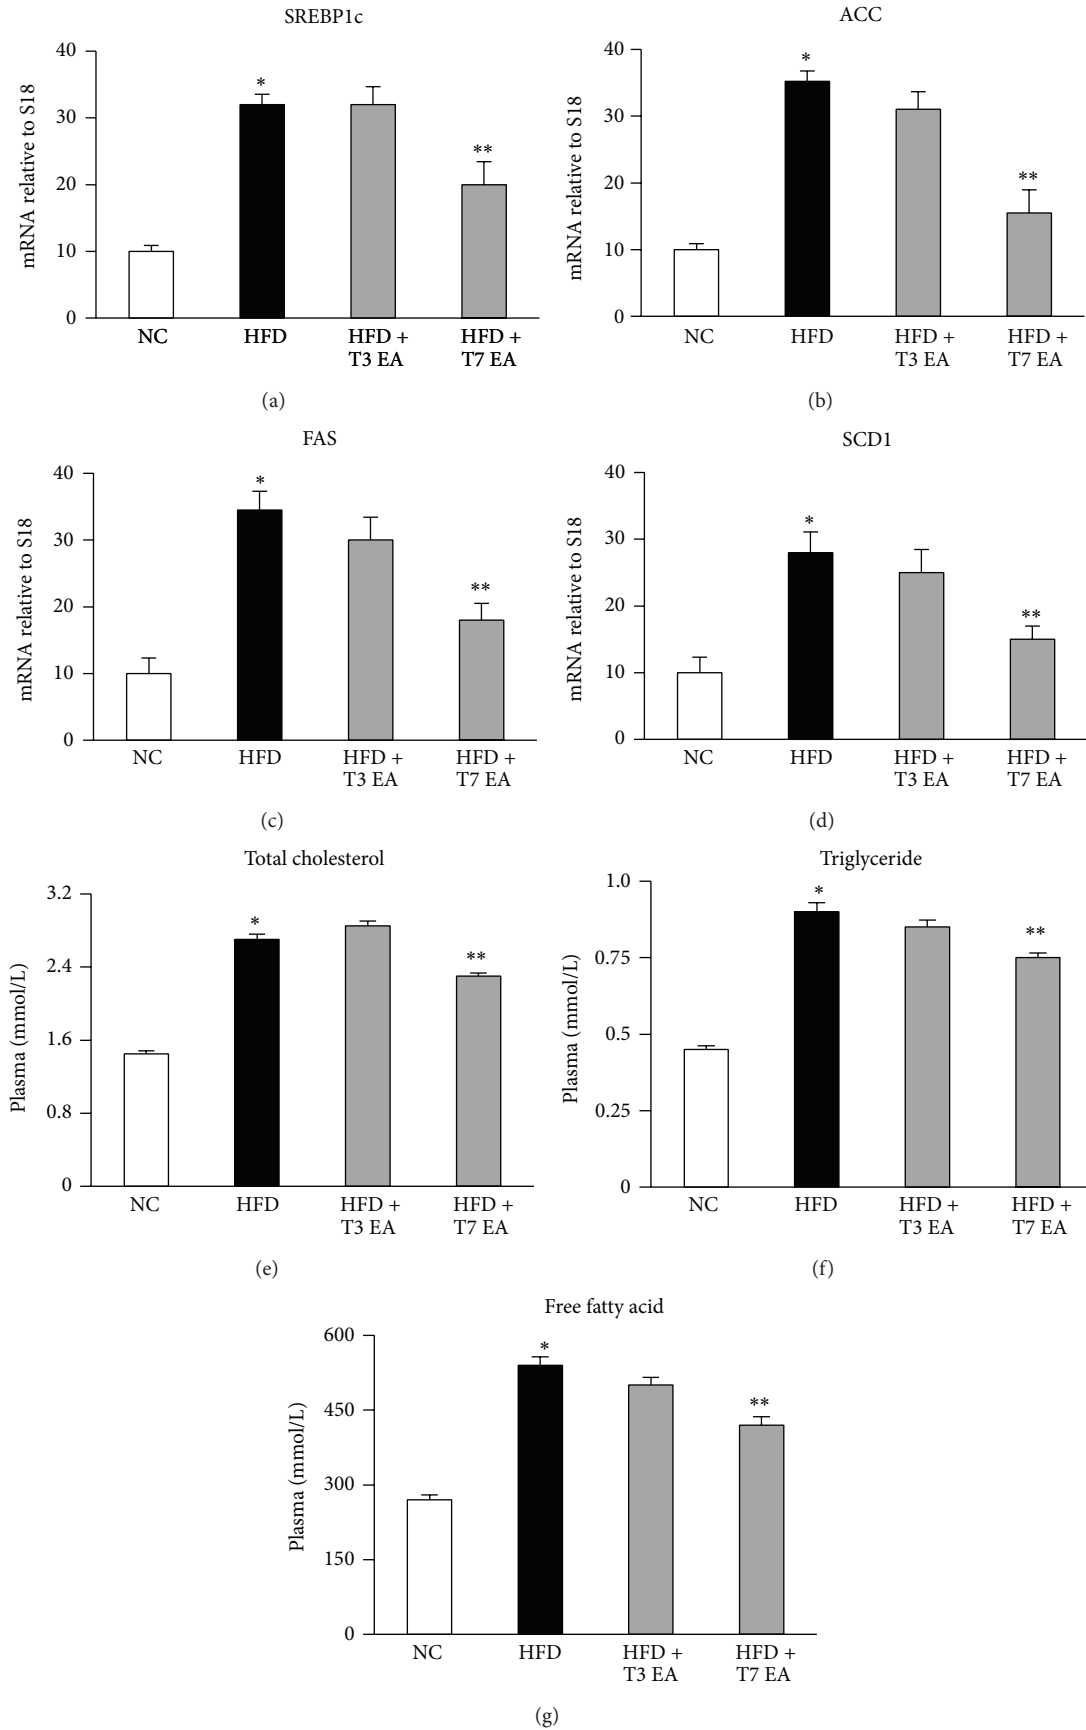 SREBP1c
mRNA relative to S18
40
*
30
**
20
10
0
NC
HFD
HFD +
T3 EA
HFD +
T7 EA
(a)
ACC
mRNA relative to S18
40
*
30
**
20
10
0
NC
HFD
HFD +
T3 EA
HFD +
T7 EA
(b)
FAS
mRNA relative to S18
40
*
30
**
20
10
0
NC
HFD
HFD +
T3 EA
HFD +
T7 EA
(c)
SCD1
mRNA relative to S18
40
*
30
**
20
10
0
NC
HFD
HFD +
T3 EA
HFD +
T7 EA
(d)
Total cholesterol
Plasma (mmol/L)
3.2
*
**
2.4
1.6
0.8
0
NC
HFD
HFD +
T3 EA
HFD +
T7 EA
(e)
Triglyceride
Plasma (mmol/L)
1.0
*
**
0.75
0.5
0.25
0
NC
HFD
HFD +
T3 EA
HFD +
T7 EA
(f)
Free fatty acid
Plasma (mmol/L)
600
*
**
450
300
150
0
NC
HFD
HFD +
T3 EA
HFD +
T7 EA
(g)